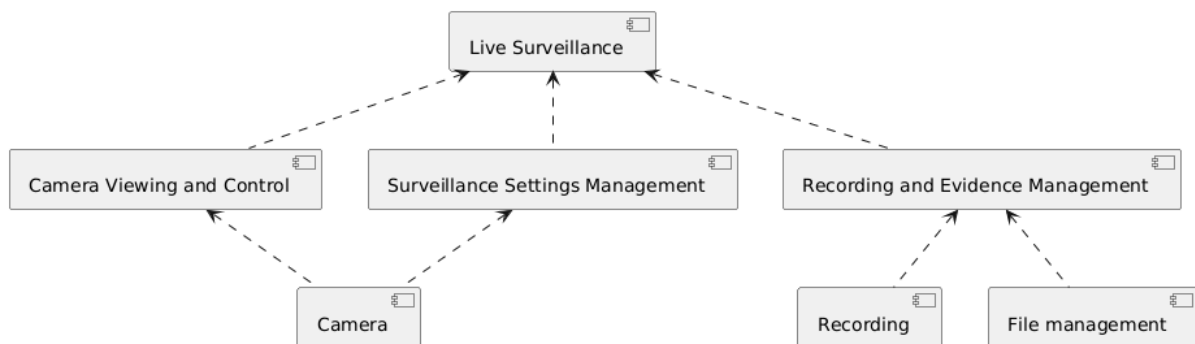 Live Surveillance
Camera Viewing and Control
Surveillance Settings Management
Recording and Evidence Management
Camera
Recording
File management